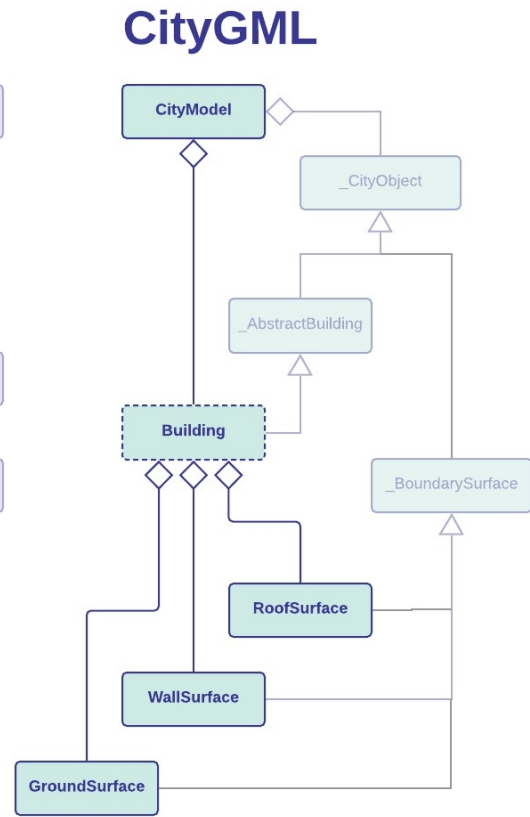 CityGML
CityModel
_CityObject
_AbstractBuilding
Building
_BoundarySurface
RoofSurface
WallSurface
GroundSurface